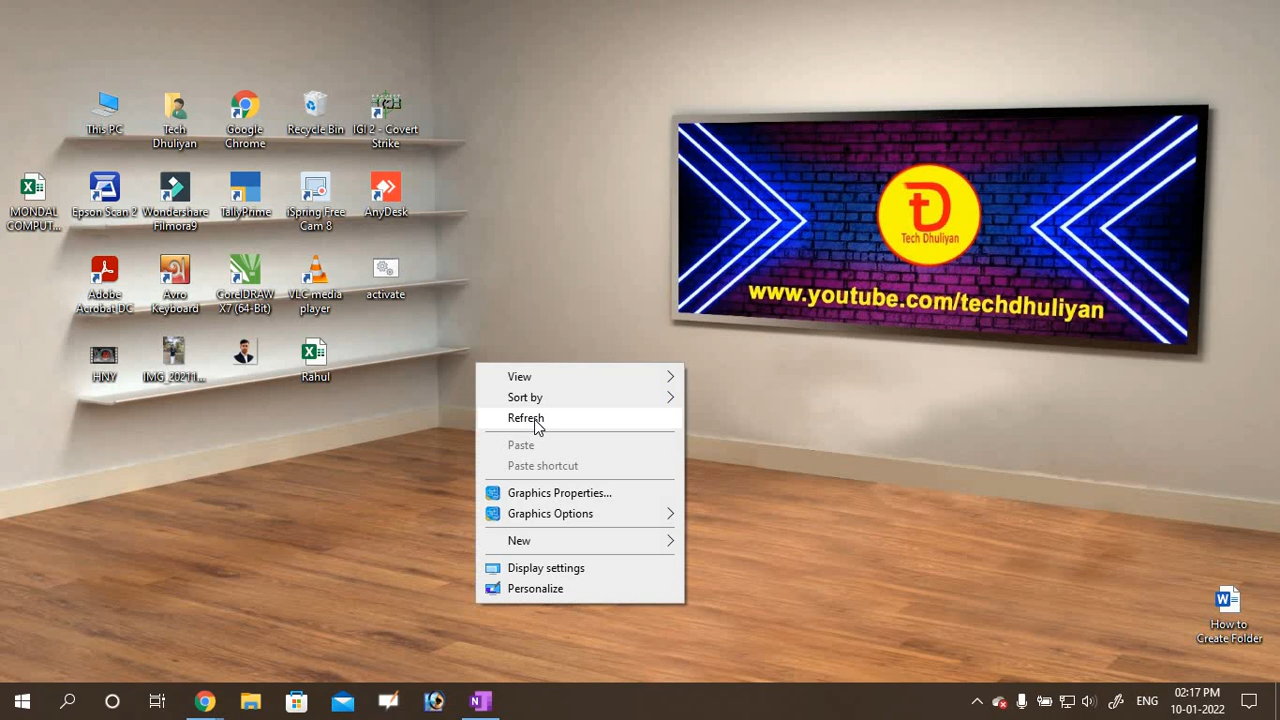 This PC
Tech
Dhuliyan
Google
Chrome
Recycle Bin
IGI 2 - Covert
Strike
MONDAL
COMPUT...
Epson Scan 2
Wondershare
Filmora9
TallyPrime
iSpring Free
Cam 8
AnyDesk
Adobe
Acrobat DC
Avro
Keyboard
CorelDRAW
X7 (64-Bit)
VLC media
player
activate
HNY
IMG_20211...
Rahul
Tech Dhuliyan
www.youtube.com/techdhuliyan
View
Sort by
Refresh
Paste
Paste shortcut
Graphics Properties...
Graphics Options
New
Display settings
Personalize
How to
Create Folder
ENG
02:17 PM
10-01-2022